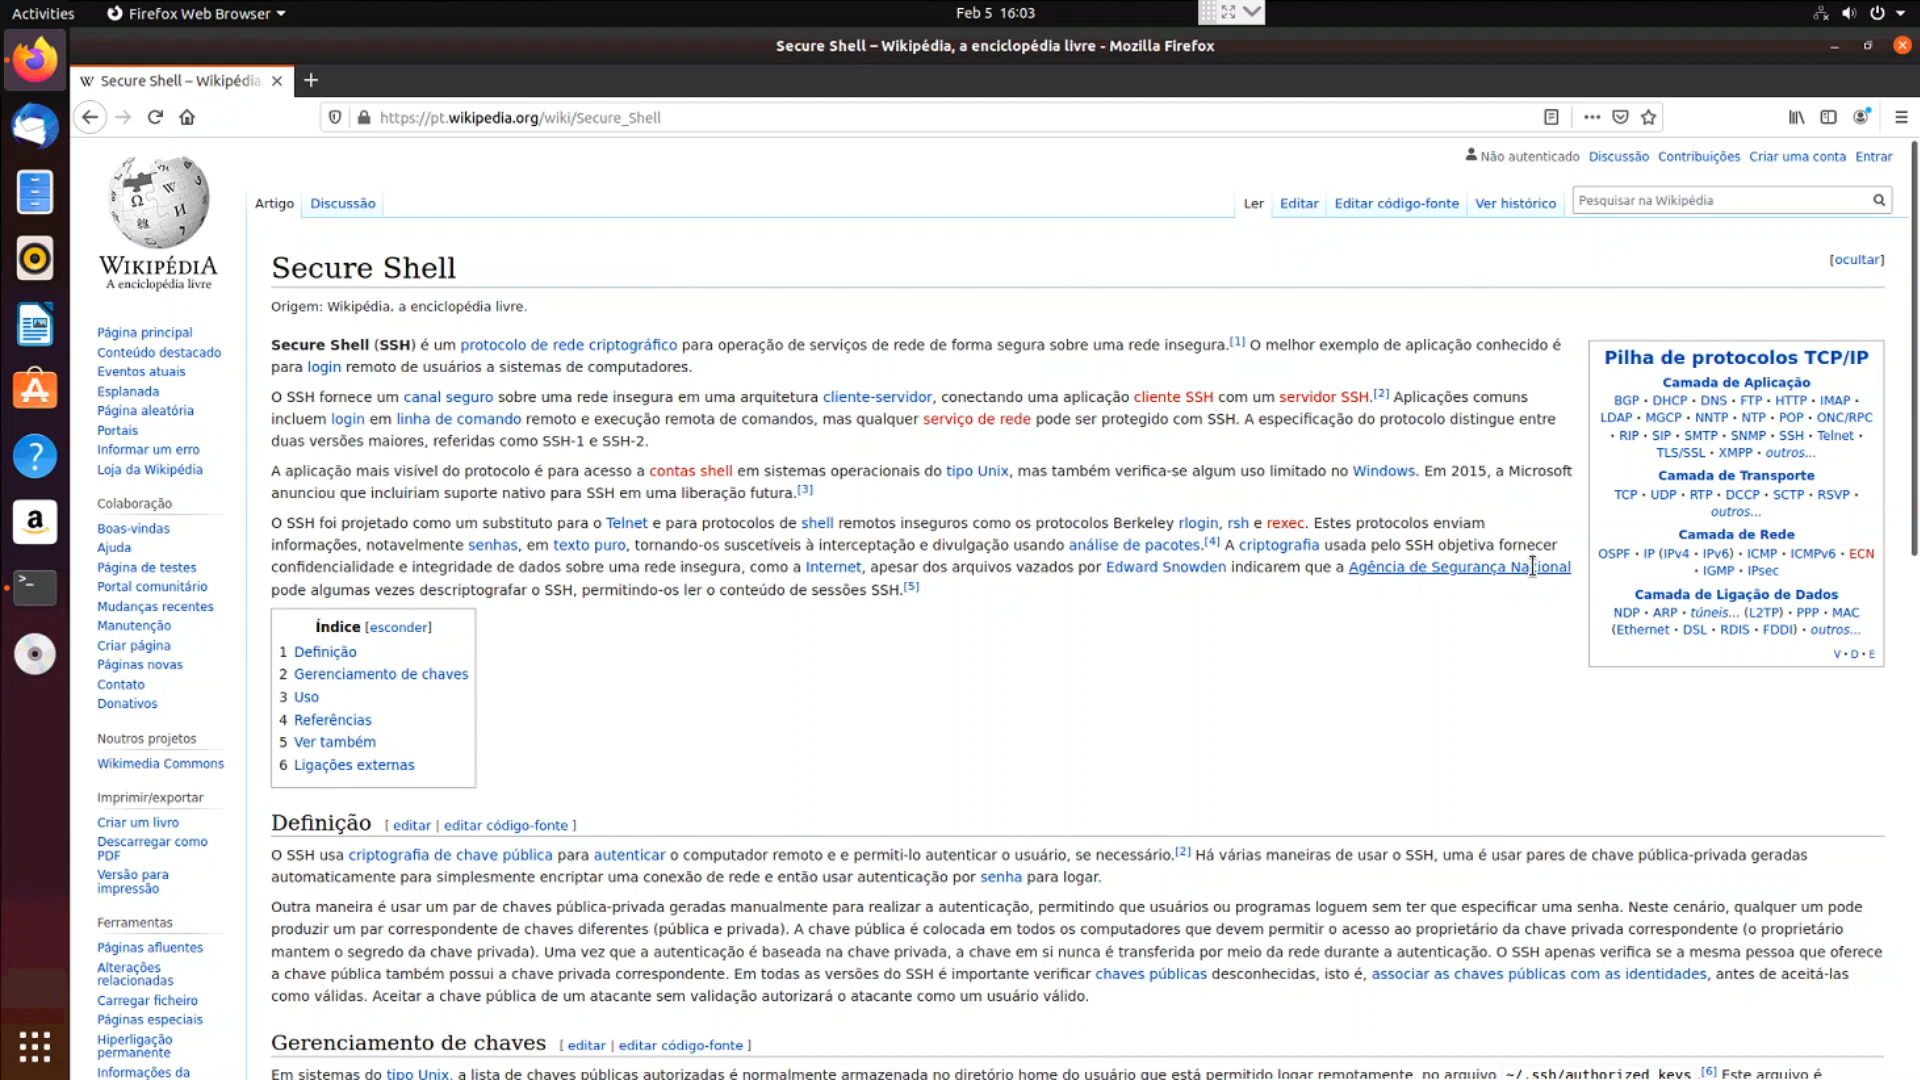 Activities
Firefox Web Browser
Feb 5 16:03
Secure Shell – Wikipédia, a enciclopédia livre - Mozilla Firefox
Secure Shell – Wikipédia
https://pt.wikipedia.org/wiki/Secure_Shell
Não autenticado Discussão Contribuições Criar uma conta Entrar
Artigo Discussão
Ler Editar Editar código-fonte Ver histórico
Pesquisar na Wikipédia
WIKIPÉDIA
A enciclopédia livre
Página principal
Conteúdo destacado
Eventos atuais
Esplanada
Página aleatória
Portais
Informar um erro
Loja da Wikipédia
Colaboração
Boas-vindas
Ajuda
Página de testes
Portal comunitário
Mudanças recentes
Manutenção
Criar página
Páginas novas
Contato
Donativos
Noutros projetos
Wikimedia Commons
Imprimir/exportar
Criar um livro
Descarregar como
PDF
Versão para
impressão
Ferramentas
Páginas afluentes
Alterações
relacionadas
Carregar ficheiro
Páginas especiais
Hiperligação
permanente
Informações da
Secure Shell
[ocultar]
Origem: Wikipédia, a enciclopédia livre.
Secure Shell (SSH) é um protocolo de rede criptográfico para operação de serviços de rede de forma segura sobre uma rede insegura.[1] O melhor exemplo de aplicação conhecido é
para login remoto de usuários a sistemas de computadores.
O SSH fornece um canal seguro sobre uma rede insegura em uma arquitetura cliente-servidor, conectando uma aplicação cliente SSH com um servidor SSH.[2] Aplicações comuns
incluem login em linha de comando remoto e execução remota de comandos, mas qualquer serviço de rede pode ser protegido com SSH. A especificação do protocolo distingue entre
duas versões maiores, referidas como SSH-1 e SSH-2.
A aplicação mais visível do protocolo é para acesso a contas shell em sistemas operacionais do tipo Unix, mas também verifica-se algum uso limitado no Windows. Em 2015, a Microsoft
anunciou que incluiriam suporte nativo para SSH em uma liberação futura.[3]
O SSH foi projetado como um substituto para o Telnet e para protocolos de shell remotos inseguros como os protocolos Berkeley rlogin, rsh e rexec. Estes protocolos enviam
informações, notavelmente senhas, em texto puro, tornando-os suscetíveis à interceptação e divulgação usando análise de pacotes.[4] A criptografia usada pelo SSH objetiva fornecer
confidencialidade e integridade de dados sobre uma rede insegura, como a Internet, apesar dos arquivos vazados por Edward Snowden indicarem que a Agência de Segurança Nacional
pode algumas vezes descriptografar o SSH, permitindo-os ler o conteúdo de sessões SSH.[5]
Pilha de protocolos TCP/IP
Camada de Aplicação
BGP · DHCP · DNS · FTP · HTTP · IMAP ·
LDAP · MGCP · NNTP · NTP · POP · ONC/RPC
· RIP · SIP · SMTP · SNMP · SSH · Telnet ·
TLS/SSL · XMPP · outros...
Camada de Transporte
TCP · UDP · RTP · DCCP · SCTP · RSVP ·
outros...
Camada de Rede
OSPF · IP (IPv4 · IPv6) · ICMP · ICMPv6 · ECN
· IGMP · IPsec
Camada de Ligação de Dados
NDP · ARP · túneis... (L2TP) · PPP · MAC
(Ethernet · DSL · RDIS · FDDI) · outros...
V · D · E
Índice [esconder]
1 Definição
2 Gerenciamento de chaves
3 Uso
4 Referências
5 Ver também
6 Ligações externas
Definição [ editar | editar código-fonte ]
O SSH usa criptografia de chave pública para autenticar o computador remoto e e permiti-lo autenticar o usuário, se necessário.[2] Há várias maneiras de usar o SSH, uma é usar pares de chave pública-privada geradas
automaticamente para simplesmente encriptar uma conexão de rede e então usar autenticação por senha para logar.
Outra maneira é usar um par de chaves pública-privada geradas manualmente para realizar a autenticação, permitindo que usuários ou programas loguem sem ter que especificar uma senha. Neste cenário, qualquer um pode
produzir um par correspondente de chaves diferentes (pública e privada). A chave pública é colocada em todos os computadores que devem permitir o acesso ao proprietário da chave privada correspondente (o proprietário
mantem o segredo da chave privada). Uma vez que a autenticação é baseada na chave privada, a chave em si nunca é transferida por meio da rede durante a autenticação. O SSH apenas verifica se a mesma pessoa que oferece
a chave pública também possui a chave privada correspondente. Em todas as versões do SSH é importante verificar chaves públicas desconhecidas, isto é, associar as chaves públicas com as identidades, antes de aceitá-las
como válidas. Aceitar a chave pública de um atacante sem validação autorizará o atacante como um usuário válido.
Gerenciamento de chaves [ editar | editar código-fonte ]
Em sistemas do tipo Unix, a lista de chaves públicas autorizadas é normalmente armazenada no diretório home do usuário que está permitido logar remotamente, no arquivo ~/.ssh/authorized_keys.[6] Este arquivo é